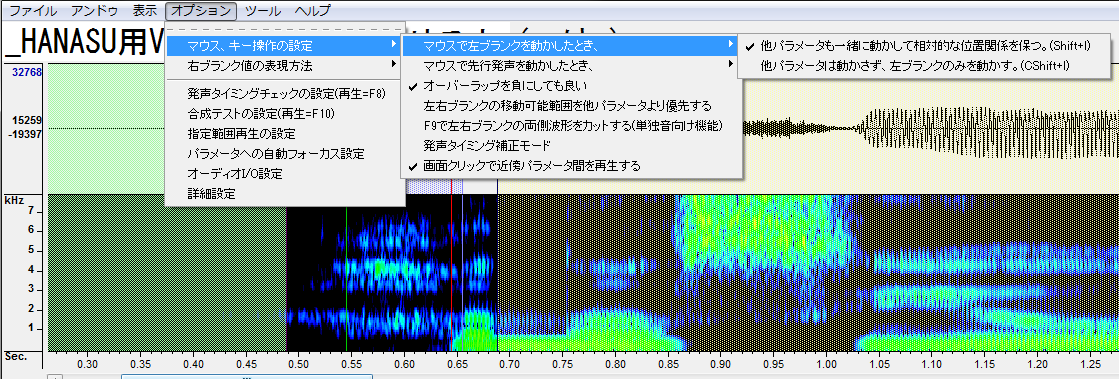 ファイル アンドゥ 表示 オプション ツール ヘルプ
_HANASU用V
マウス、キー操作の設定
右ブランク値の表現方法
発声タイミングチェックの設定(再生=F8)
合成テストの設定(再生=F10)
指定範囲再生の設定
パラメータへの自動フォーカス設定
オーディオI/O設定
詳細設定
マウスで左ブランクを動かしたとき、
マウスで先行発声を動かしたとき、
オーバーラップを負にしても良い
左右ブランクの移動可能範囲を他パラメータより優先する
F9で左右ブランクの両側波形をカットする(単独音向け機能)
発声タイミング補正モード
画面クリックで近傍パラメータ間を再生する
他パラメータも一緒に動かして相対的な位置関係を保つ。(Shift+I)
他パラメータは動かさず、左ブランクのみを動かす。(CShift+I)
32768
15259
-19397
kHz
7
6
5
4
3
2
1
Sec.
0.30 0.35 0.40 0.45 0.50 0.55 0.60 0.65 0.70 0.75 0.80 0.85 0.90 0.95 1.00 1.05 1.10 1.15 1.20 1.25